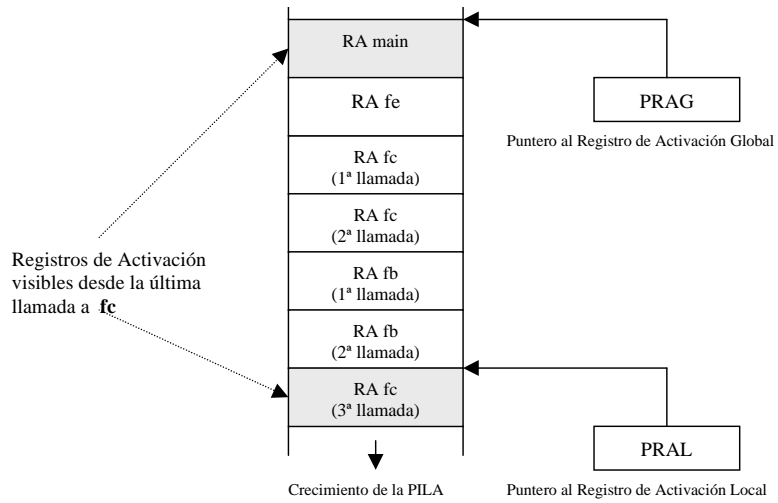 RA main
RA fe
RA fc
(1ª llamada)
RA fc
(2ª llamada)
RA fb
(1ª llamada)
RA fb
(2ª llamada)
RA fc
(3ª llamada)
Crecimiento de la PILA
Registros de Activación
visibles desde la última
llamada a fc
PRAG
Puntero al Registro de Activación Global
PRAL
Puntero al Registro de Activación Local